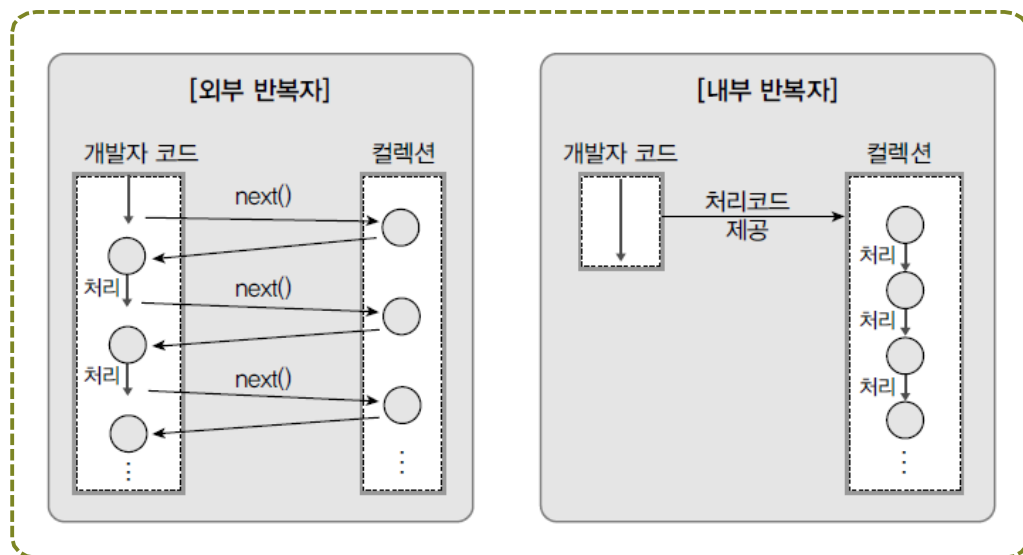 [외부 반복자]
개발자 코드
컬렉션
next()
처리
next()
처리
next()
⋮
⋮
[내부 반복자]
개발자 코드
컬렉션
처리코드
제공
처리
처리
처리
⋮